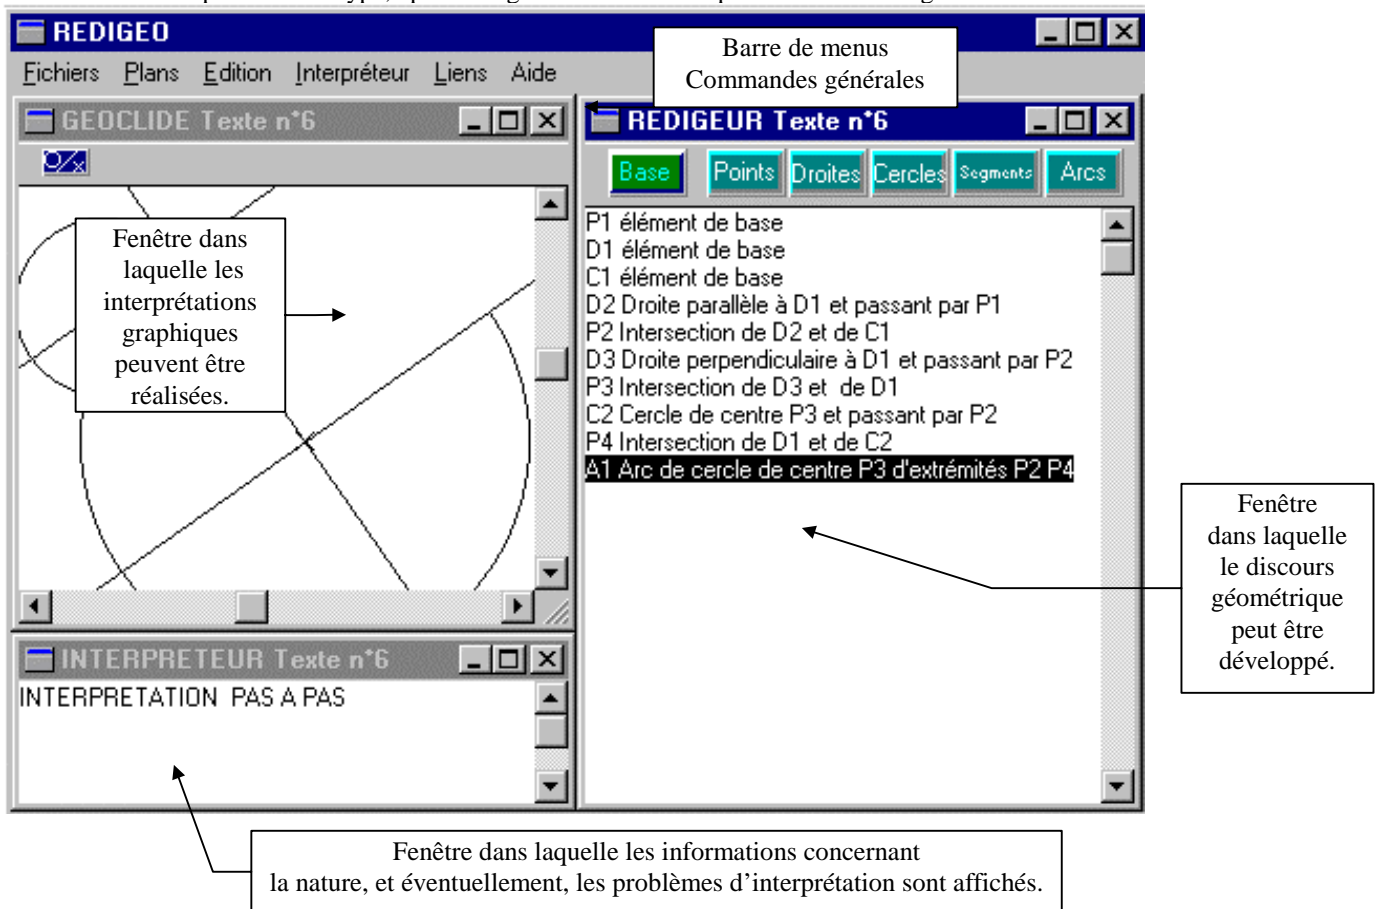 REDIGEO
Barre de menus
Commandes générales
Fichiers Plans Edition Interpréteur Liens Aide
GEOCLIDE Texte n°6
REDIGEUR Texte n°6
Base Points Droites Cercles Segments Arcs
Fenêtre dans
laquelle les
interprétations
graphiques
peuvent être
réalisées.
P1 élément de base
D1 élément de base
C1 élément de base
D2 Droite parallèle à D1 et passant par P1
P2 Intersection de D2 et de C1
D3 Droite perpendiculaire à D1 et passant par P2
P3 Intersection de D3 et  de D1
C2 Cercle de centre P3 et passant par P2
P4 Intersection de D1 et de C2
A1 Arc de cercle de centre P3 d'extrémités P2 P4
Fenêtre
dans laquelle
le discours
géométrique
peut être
développé.
INTERPRETEUR Texte n°6
INTERPRETATION  PAS A PAS
Fenêtre dans laquelle les informations concernant
la nature, et éventuellement, les problèmes d'interprétation sont affichés.